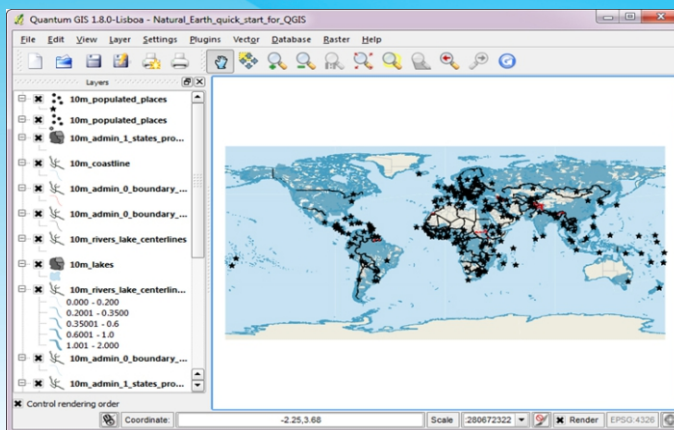 Quantum GIS 1.8.0-Lisboa - Natural_Earth_quick_start_for_QGIS
File Edit View Layer Settings Plugins Vector Database Raster Help
Layers
10m_populated_places
10m_populated_places
10m_admin_1_states_pro...
10m_coastline
10m_admin_0_boundary_...
10m_admin_0_boundary_...
10m_rivers_lake_centerlines
10m_lakes
10m_rivers_lake_centerlin...
0.000 - 0.200
0.2001 - 0.3500
0.35001 - 0.6
0.6001 - 1.0
1.001 - 2.000
10m_admin_0_boundary_...
10m_admin_1_states_pro...
Control rendering order
Coordinate: -2.25,3.68 Scale :280672322 Render EPSG:4326